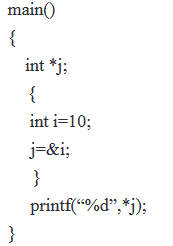 main()
{
int *j;
{
int i=10;
j=&i;
}
printf(“%d”,*j);
}